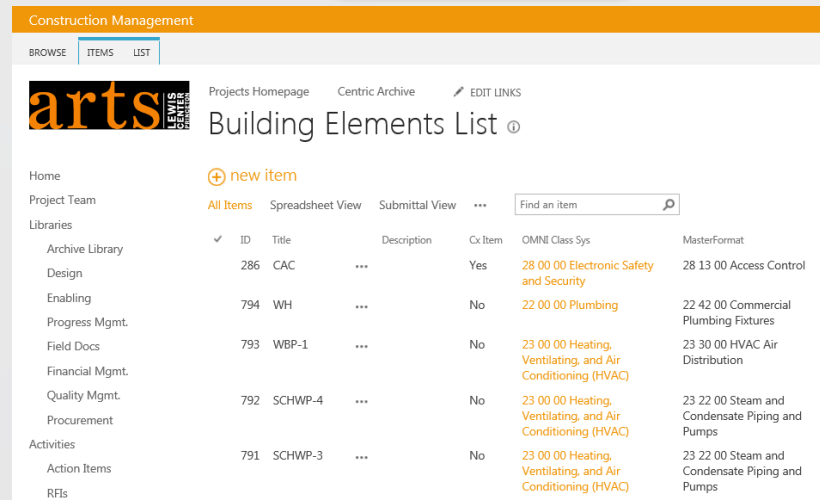 Construction Management
BROWSE ITEMS LIST
arts LEWIS CENTER PRINCETON
Projects Homepage Centric Archive EDIT LINKS
Building Elements List
Home
Project Team
Libraries
Archive Library
Design
Enabling
Progress Mgmt.
Field Docs
Financial Mgmt.
Quality Mgmt.
Procurement
Activities
Action Items
RFIs
new item
All Items Spreadsheet View Submittal View ••• Find an item
ID Title Description Cx Item OMNI Class Sys MasterFormat
286 CAC ••• Yes 28 00 00 Electronic Safety 28 13 00 Access Control
and Security
794 WH ••• No 22 00 00 Plumbing 22 42 00 Commercial
Plumbing Fixtures
793 WBP-1 ••• No 23 00 00 Heating, 23 30 00 HVAC Air
Ventilating, and Air Distribution
Conditioning (HVAC)
792 SCHWP-4 ••• No 23 00 00 Heating, 23 22 00 Steam and
Ventilating, and Air Condensate Piping and
Conditioning (HVAC) Pumps
791 SCHWP-3 ••• No 23 00 00 Heating, 23 22 00 Steam and
Ventilating, and Air Condensate Piping and
Conditioning (HVAC) Pumps